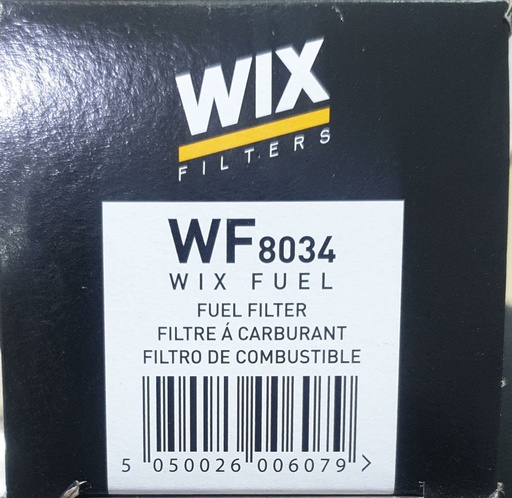 WIX
FILTERS
WF8034
WIX FUEL
FUEL FILTER
FILTRE Á CARBURANT
FILTRO DE COMBUSTIBLE
5 050026 006079 >